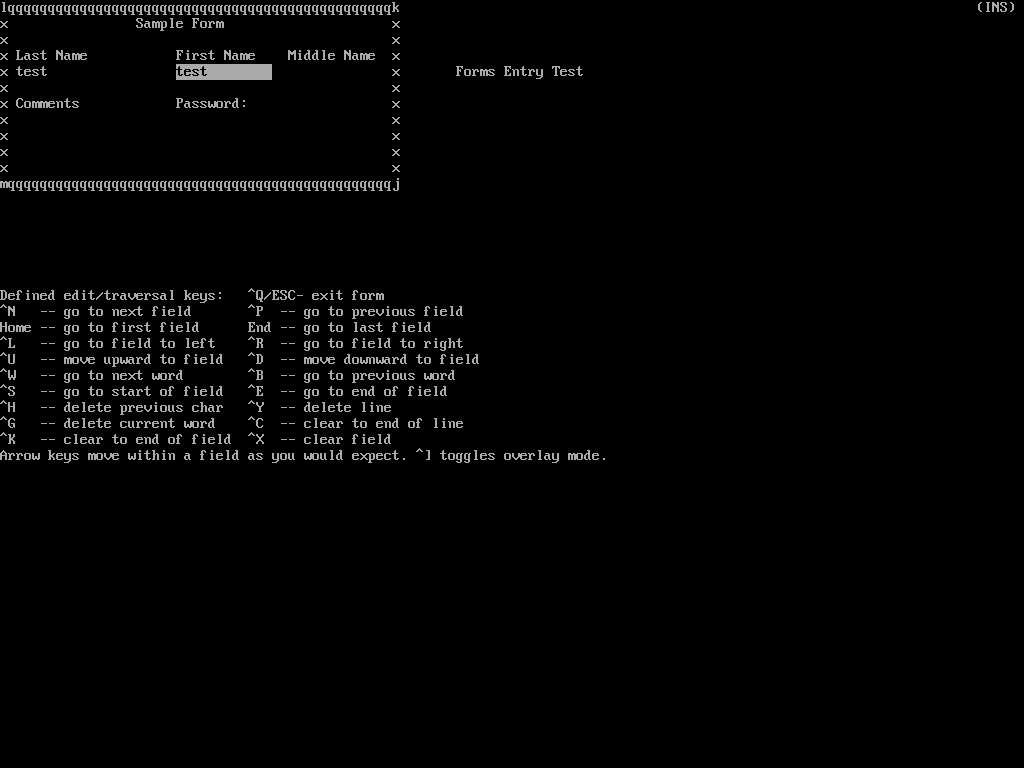 lqqqqqqqqqqqqqqqqqqqqqqqqqqqqqqqqqqqqqqqqqqqqqqqqk (INS)
x Sample Form x
x x
x Last Name First Name Middle Name x
x test test x Forms Entry Test
x x
x Comments Password: x
x x
x x
x x
x x
mqqqqqqqqqqqqqqqqqqqqqqqqqqqqqqqqqqqqqqqqqqqqqqqqj
Defined edit/traversal keys: ^Q/ESC- exit form
^N -- go to next field ^P -- go to previous field
Home -- go to first field End -- go to last field
^L -- go to field to left ^R -- go to field to right
^U -- move upward to field ^D -- move downward to field
^W -- go to next word ^B -- go to previous word
^S -- go to start of field ^E -- go to end of field
^H -- delete previous char ^Y -- delete line
^G -- delete current word ^C -- clear to end of line
^K -- clear to end of field ^X -- clear field
Arrow keys move within a field as you would expect. ^] toggles overlay mode.